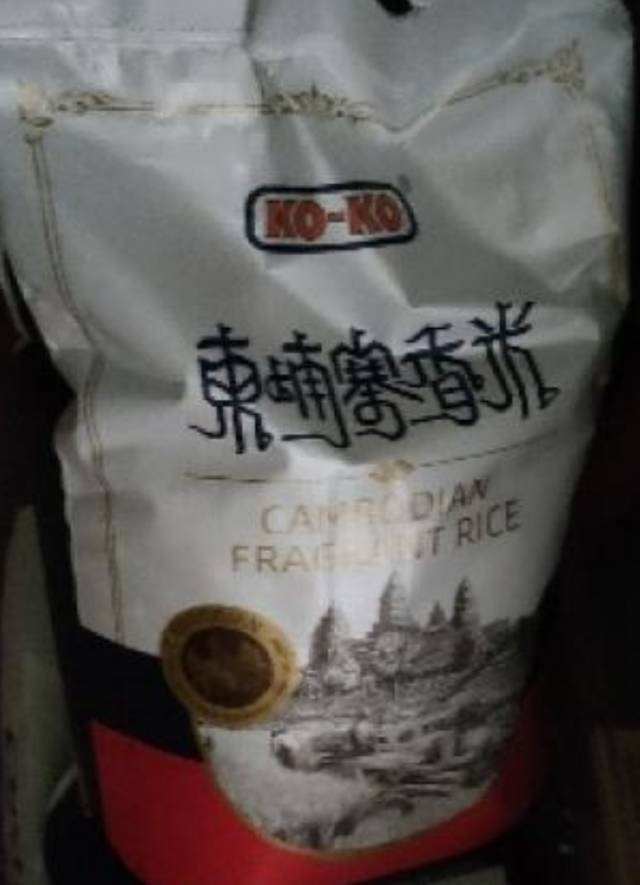 KO-KO®
柬埔寨香米
CAMBODIAN
FRAGRANT RICE